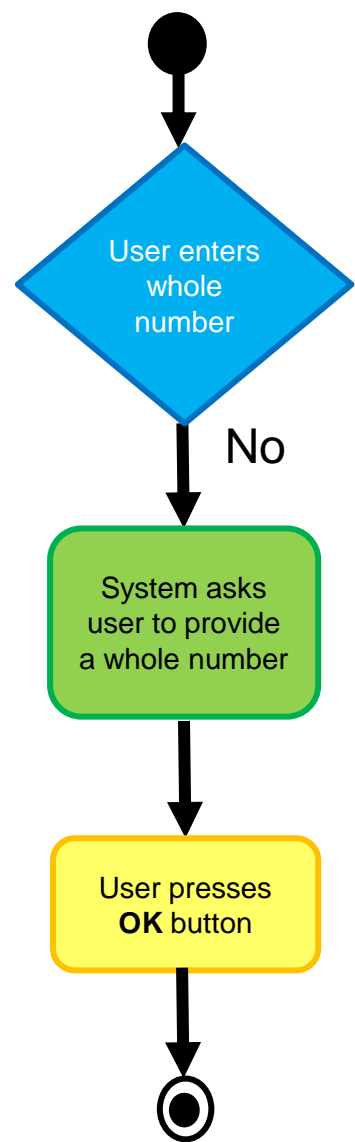 User enters
whole
number
No
System asks
user to provide
a whole number
User presses
OK button